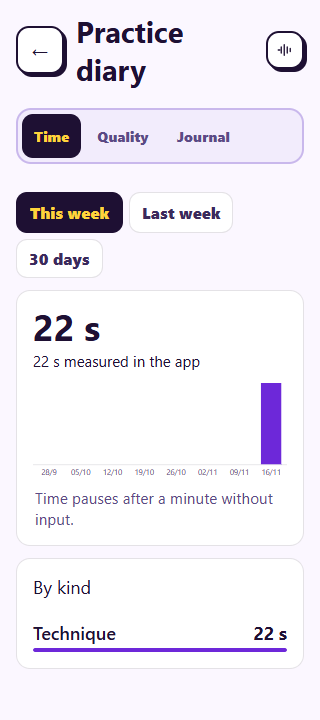 Practice
diary
Time Quality Journal
This week Last week
30 days
22 s
22 s measured in the app
28/9 05/10 12/10 19/10 26/10 02/11 09/11 16/11
Time pauses after a minute without
input.
By kind
Technique 22 s